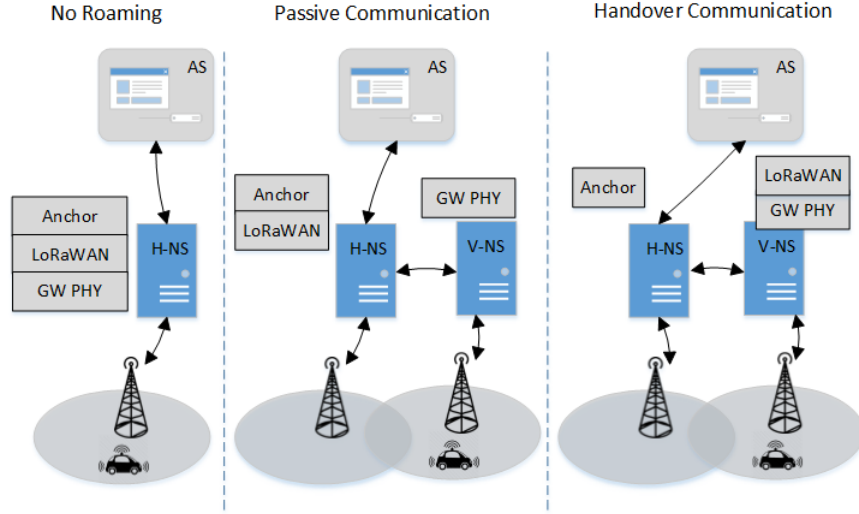 No Roaming
Passive Communication
Handover Communication
AS
AS
AS
Anchor
LoRaWAN
GW PHY
H-NS
Anchor
LoRaWAN
GW PHY
H-NS
V-NS
Anchor
LoRaWAN
GW PHY
H-NS
V-NS